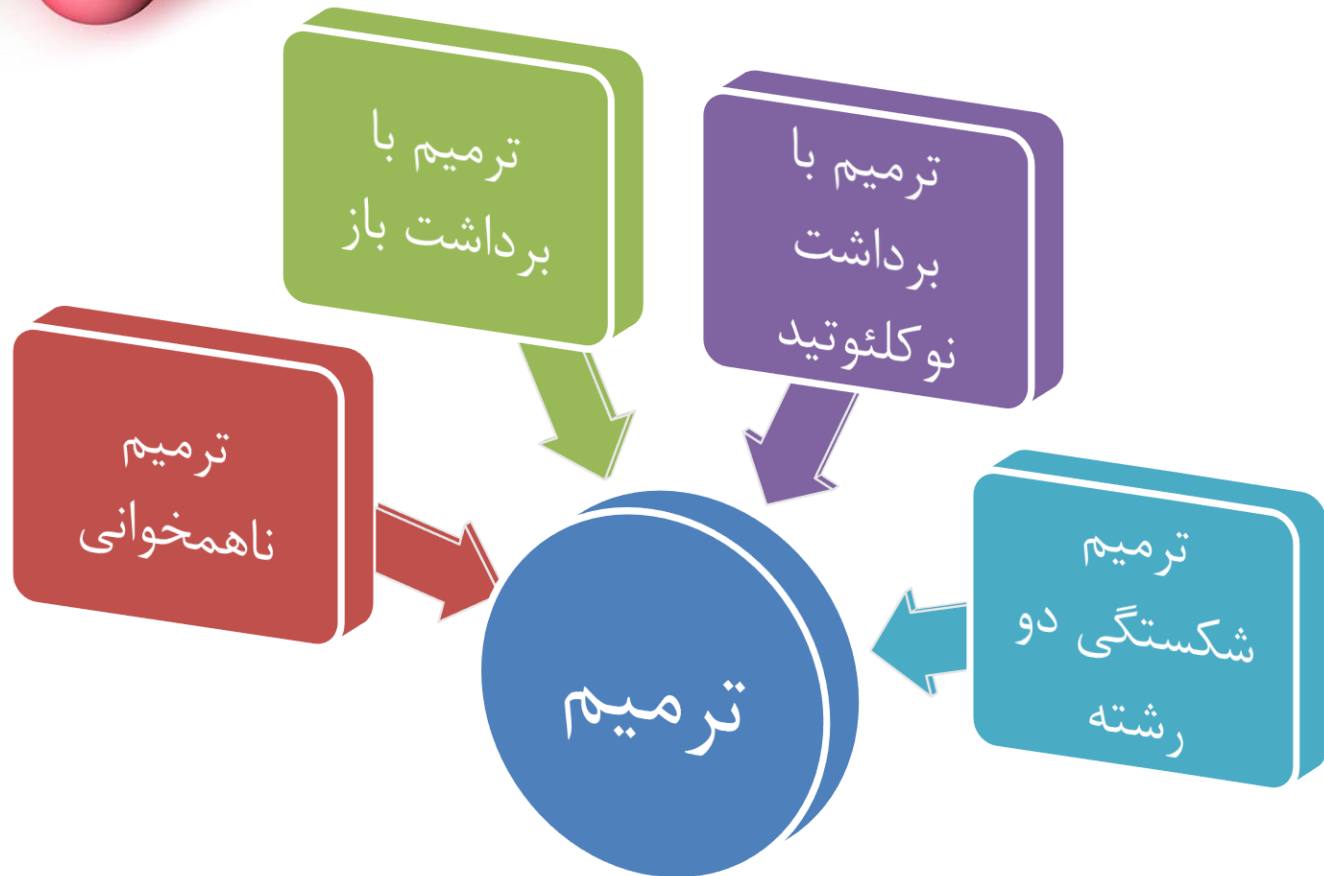 ترمیم با
برداشت
نوکلئوتید
ترمیم با
برداشت باز
ترمیم
ناهمخوانی
ترمیم
شکستگی دو
رشته
ترمیم